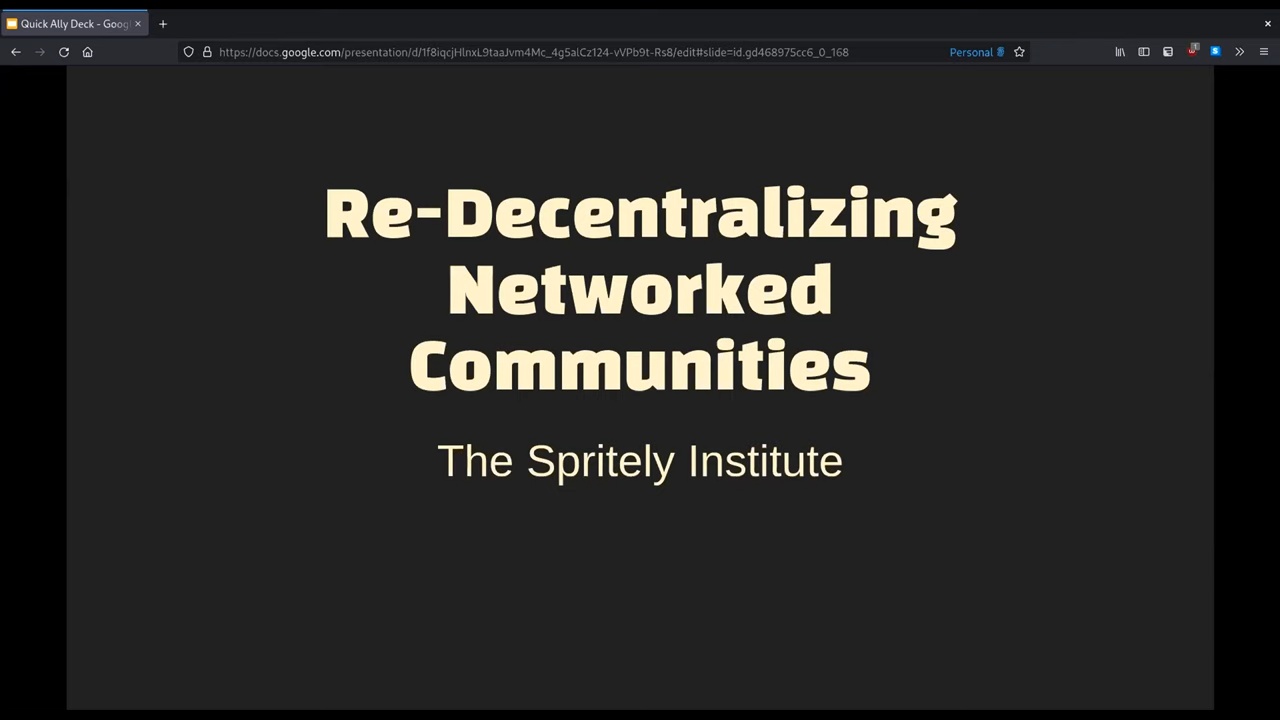 Quick Ally Deck - Goog
https://docs.google.com/presentation/d/1f8iqcjHlnxL9taaJvm4Mc_4g5alCz124-vVPb9t-Rs8/edit#slide=id.gd468975cc6_0_168
Personal
Re-Decentralizing
Networked
Communities
The Spritely Institute